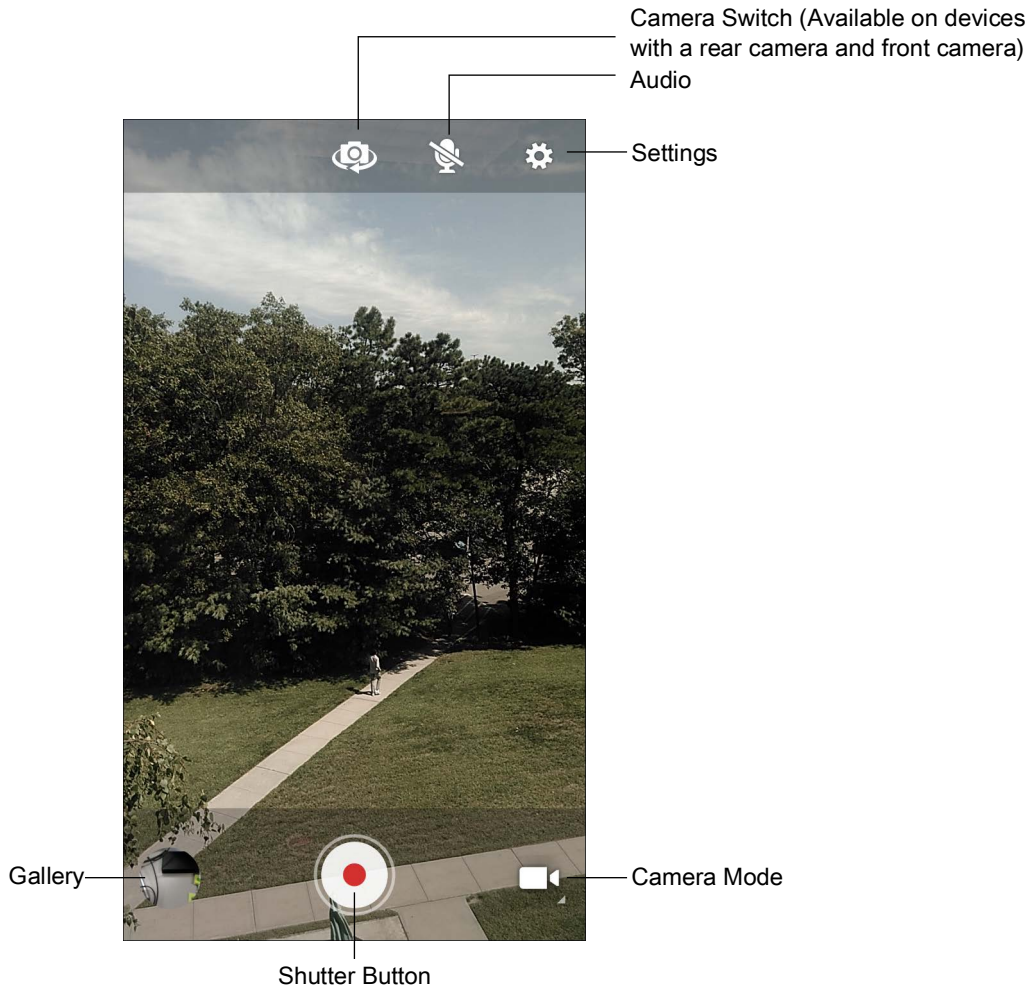 Camera Switch (Available on devices
with a rear camera and front camera)
Audio
Settings
Gallery
Camera Mode
Shutter Button